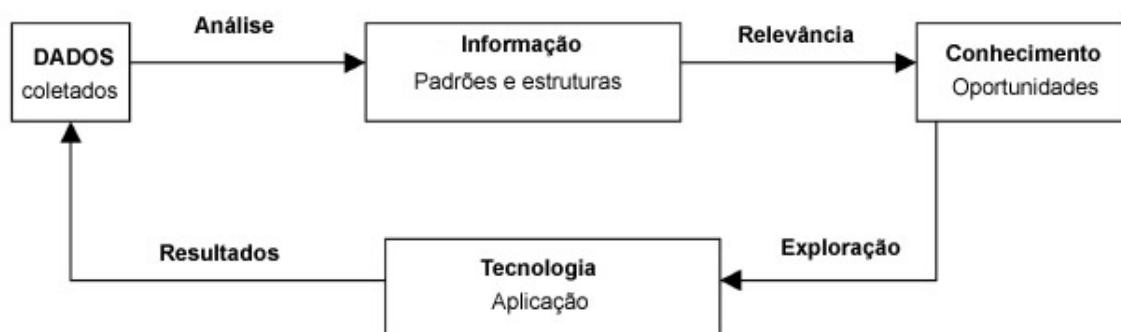 Análise
DADOS
coletados
Informação
Padrões e estruturas
Relevância
Conhecimento
Oportunidades
Resultados
Tecnologia
Aplicação
Exploração